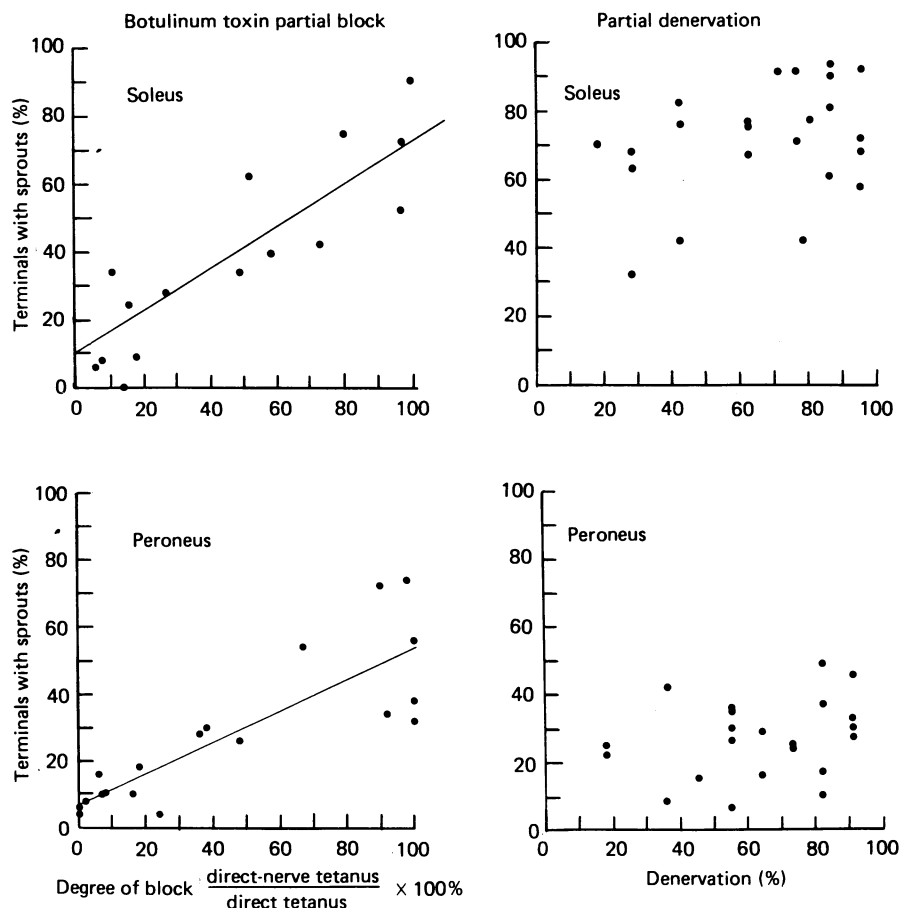 Botulinum toxin partial block
Partial denervation
100
80
60
40
20
0
Terminals with sprouts (%)
Soleus
0 20 40 60 80 100
100
80
60
40
20
0
Soleus
0 20 40 60 80 100
100
80
60
40
20
0
Terminals with sprouts (%)
Peroneus
0 20 40 60 80 100
Degree of block direct-nerve tetanus × 100%
direct tetanus
100
80
60
40
20
0
Peroneus
0 20 40 60 80 100
Denervation (%)